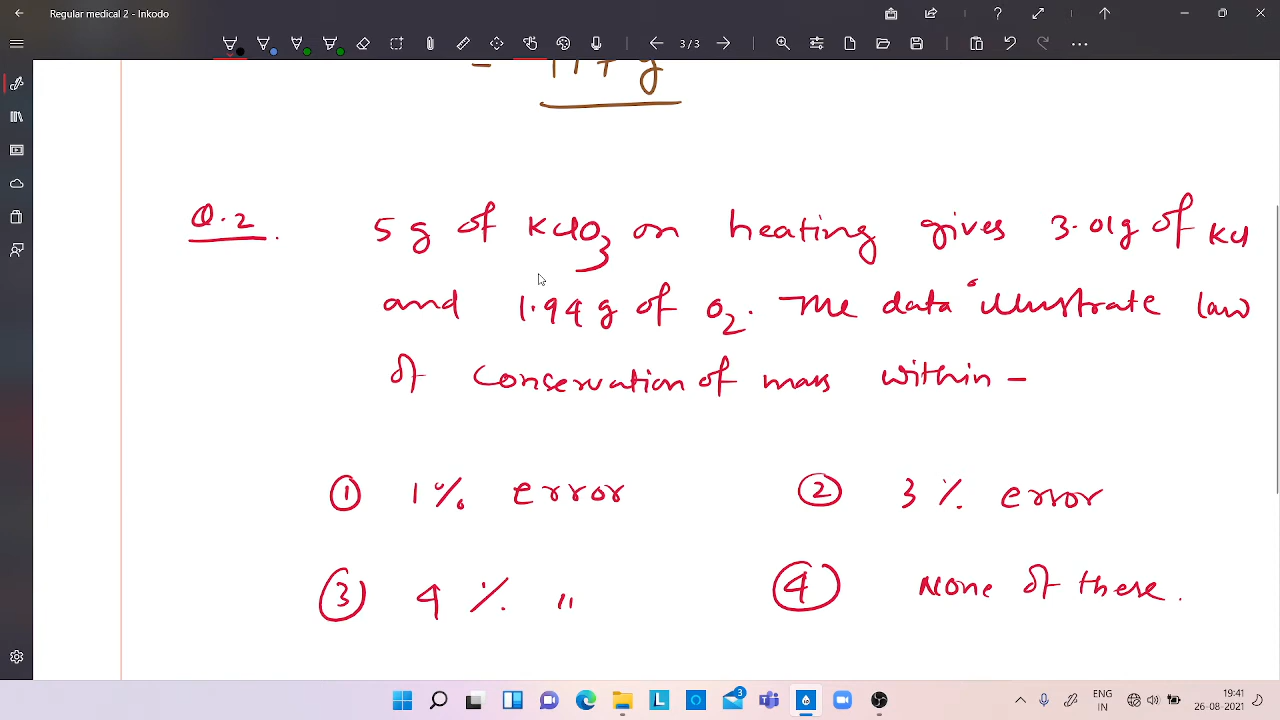 Regular medical 2 - Inkodo
3/3
Q.2 5 g of KClO3 on heating gives 3.01g of KCl
and 1.94 g of O2. The data illustrate law
of conservation of mass within -
① 1% error ② 3 % error
③ 4 % " ④ None of these.
3
L
ENG
IN
19:41
26-08-2021